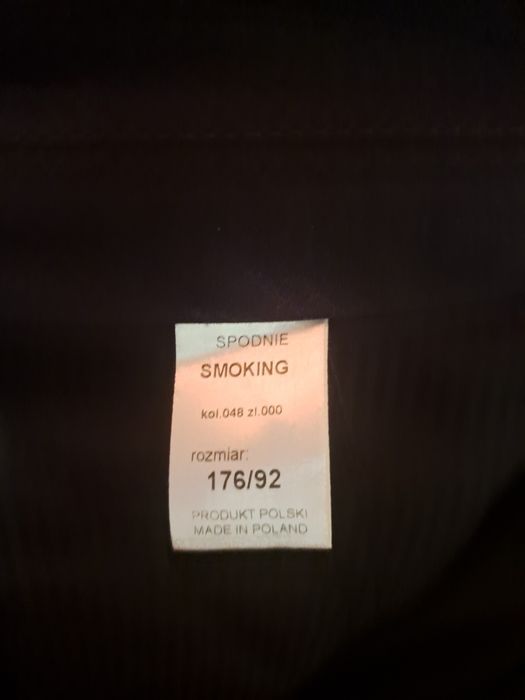 SPODNIE
SMOKING
kol.048 zl.000
rozmiar:
176/92
PRODUKT POLSKI
MADE IN POLAND